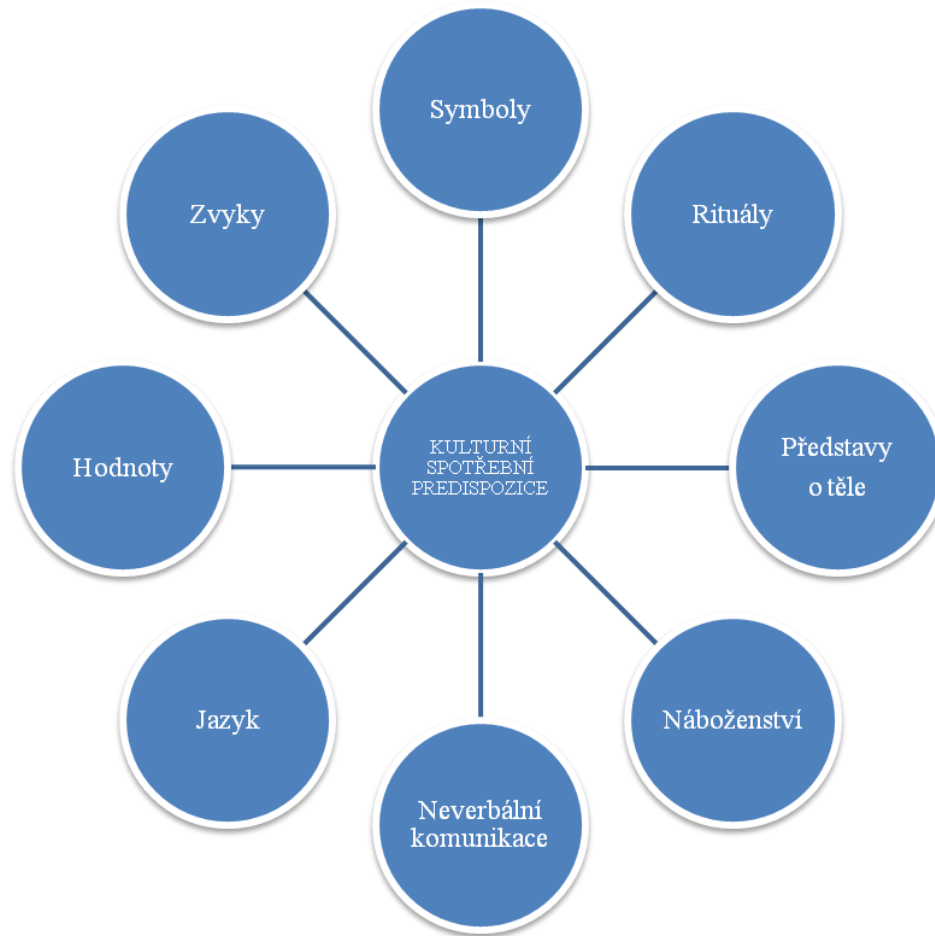 Symboly
Zvyky
Rituály
KULTURNÍ
SPOTŘEBNÍ
PREDISPOZICE
Hodnoty
Představy
o těle
Jazyk
Náboženství
Neverbální
komunikace